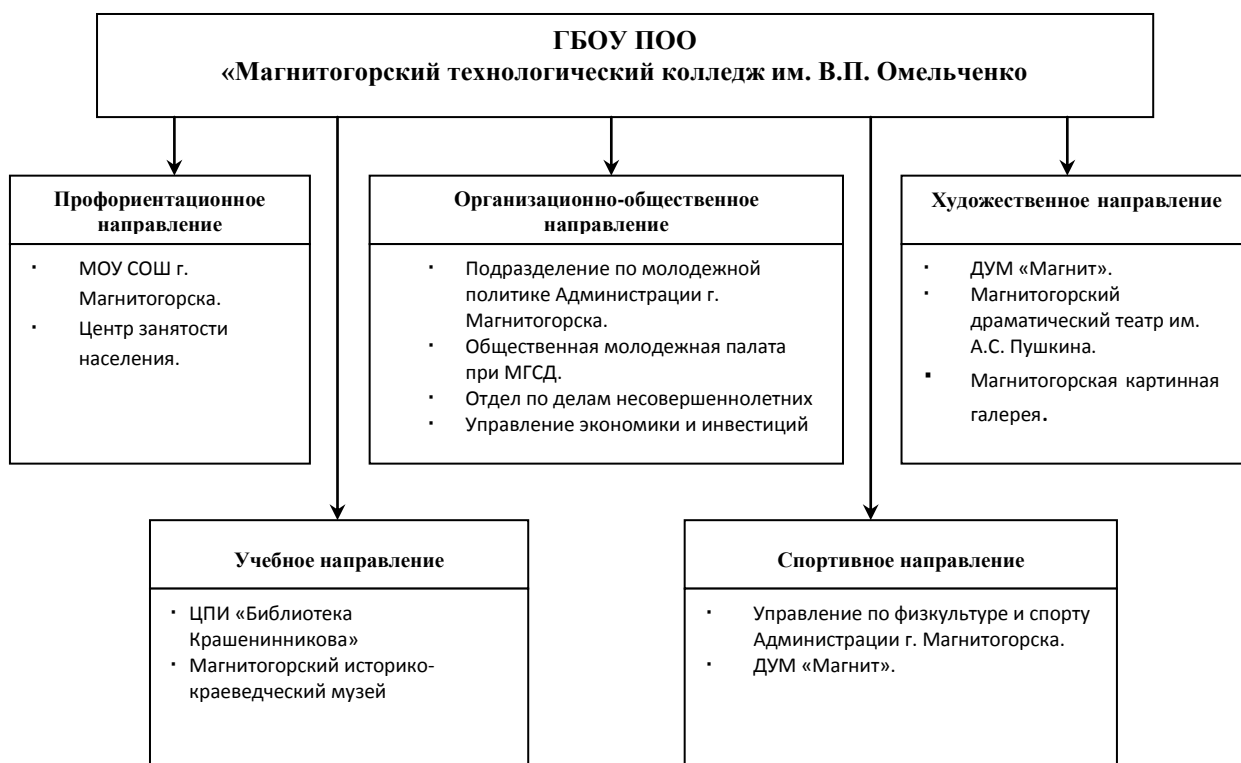 ГБОУ ПОО
«Магнитогорский технологический колледж им. В.П. Омельченко
Профориентационное
направление
· МОУ СОШ г.
Магнитогорска.
· Центр занятости
населения.
Организационно-общественное
направление
· Подразделение по молодежной
политике Администрации г.
Магнитогорска.
· Общественная молодежная палата
при МГСД.
· Отдел по делам несовершеннолетних
· Управление экономики и инвестиций
Художественное направление
· ДУМ «Магнит».
· Магнитогорский
драматический театр им.
А.С. Пушкина.
▪ Магнитогорская картинная
галерея.
Учебное направление
· ЦПИ «Библиотека
Крашенинникова»
· Магнитогорский историко-
краеведческий музей
Спортивное направление
· Управление по физкультуре и спорту
Администрации г. Магнитогорска.
· ДУМ «Магнит».